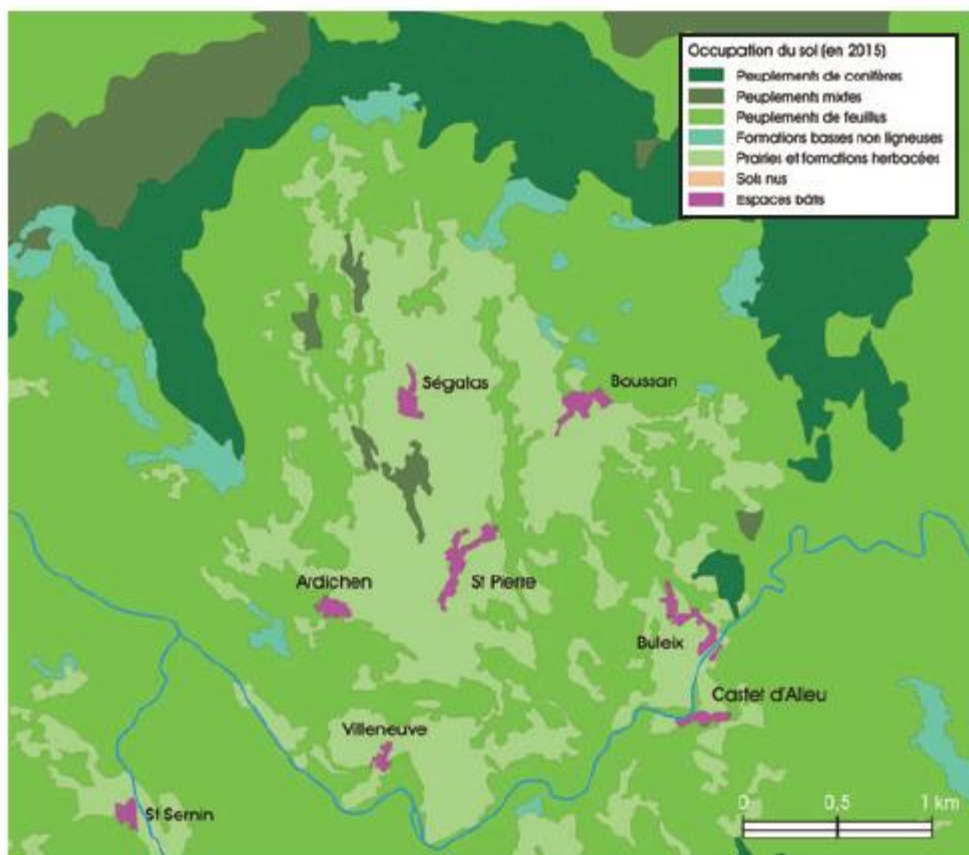 Occupation du sol (en 2015)
Peuplements de conifères
Peuplements mixtes
Peuplements de feuillus
Formations basses non ligneuses
Prairies et formations herbacées
Sols nus
Espaces bâtis
Ségalas
Boussan
Ardichen
St Pierre
Buleix
Castet d'Alleu
Villeneuve
St Sernin
0 0,5 1 km